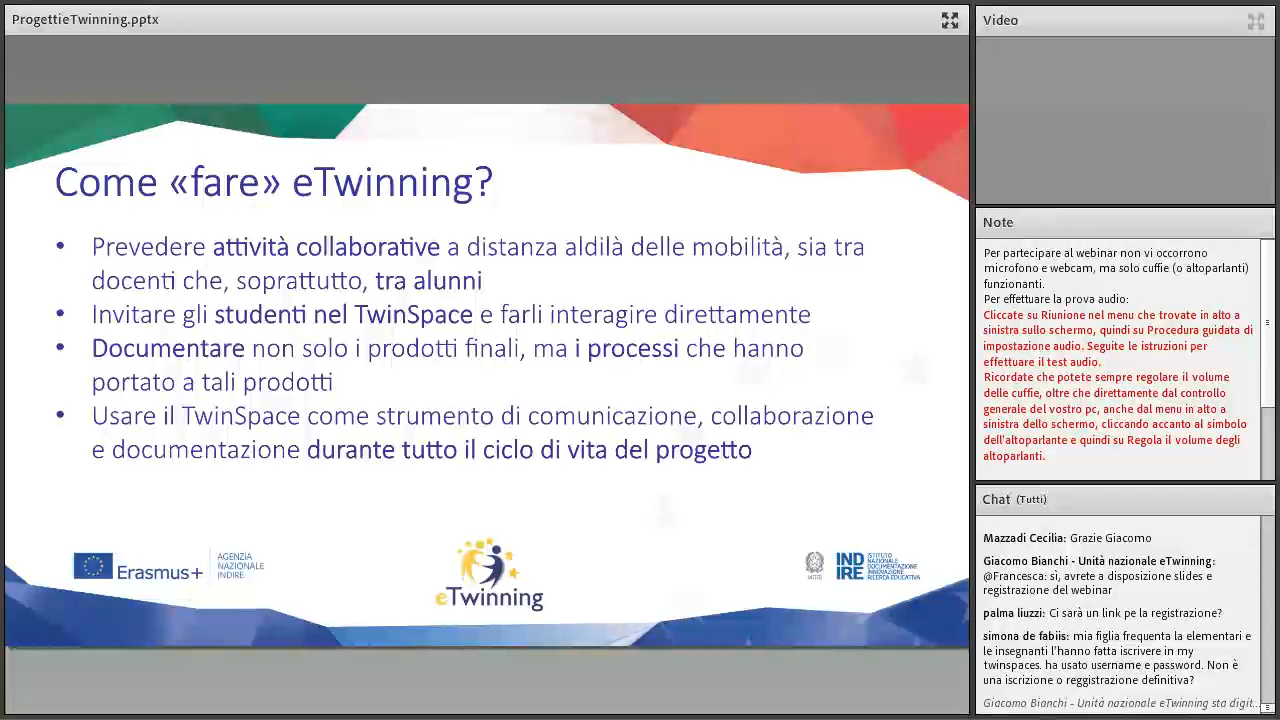 ProgettieTwinning.pptx
Come «fare» eTwinning?
• Prevedere attività collaborative a distanza aldilà delle mobilità, sia tra
docenti che, soprattutto, tra alunni
• Invitare gli studenti nel TwinSpace e farli interagire direttamente
• Documentare non solo i prodotti finali, ma i processi che hanno
portato a tali prodotti
• Usare il TwinSpace come strumento di comunicazione, collaborazione
e documentazione durante tutto il ciclo di vita del progetto
Erasmus+
AGENZIA
NAZIONALE
INDIRE
eTwinning
INDIRE
ISTITUTO
NAZIONALE
DOCUMENTAZIONE
INNOVAZIONE
RICERCA EDUCATIVA
Video
Note
Per partecipare al webinar non vi occorrono
microfono e webcam, ma solo cuffie (o altoparlanti)
funzionanti.
Per effettuare la prova audio:
Cliccate su Riunione nel menu che trovate in alto a
sinistra sullo schermo, quindi su Procedura guidata di
impostazione audio. Seguite le istruzioni per
effettuare il test audio.
Ricordate che potete sempre regolare il volume
delle cuffie, oltre che direttamente dal controllo
generale del vostro pc, anche dal menu in alto a
sinistra dello schermo, cliccando accanto al simbolo
dell'altoparlante e quindi su Regola il volume degli
altoparlanti.
Chat (Tutti)
Mazzadi Cecilia: Grazie Giacomo
Giacomo Bianchi - Unità nazionale eTwinning:
@Francesca: sì, avrete a disposizione slides e
registrazione del webinar
palma liuzzi: Ci sarà un link pe la registrazione?
simona de fabiis: mia figlia frequenta la elementari e
le insegnanti l'hanno fatta iscrivere in my
twinspaces. ha usato username e password. Non è
una iscrizione o reggistrazione definitiva?
Giacomo Bianchi - Unità nazionale eTwinning sta digit...